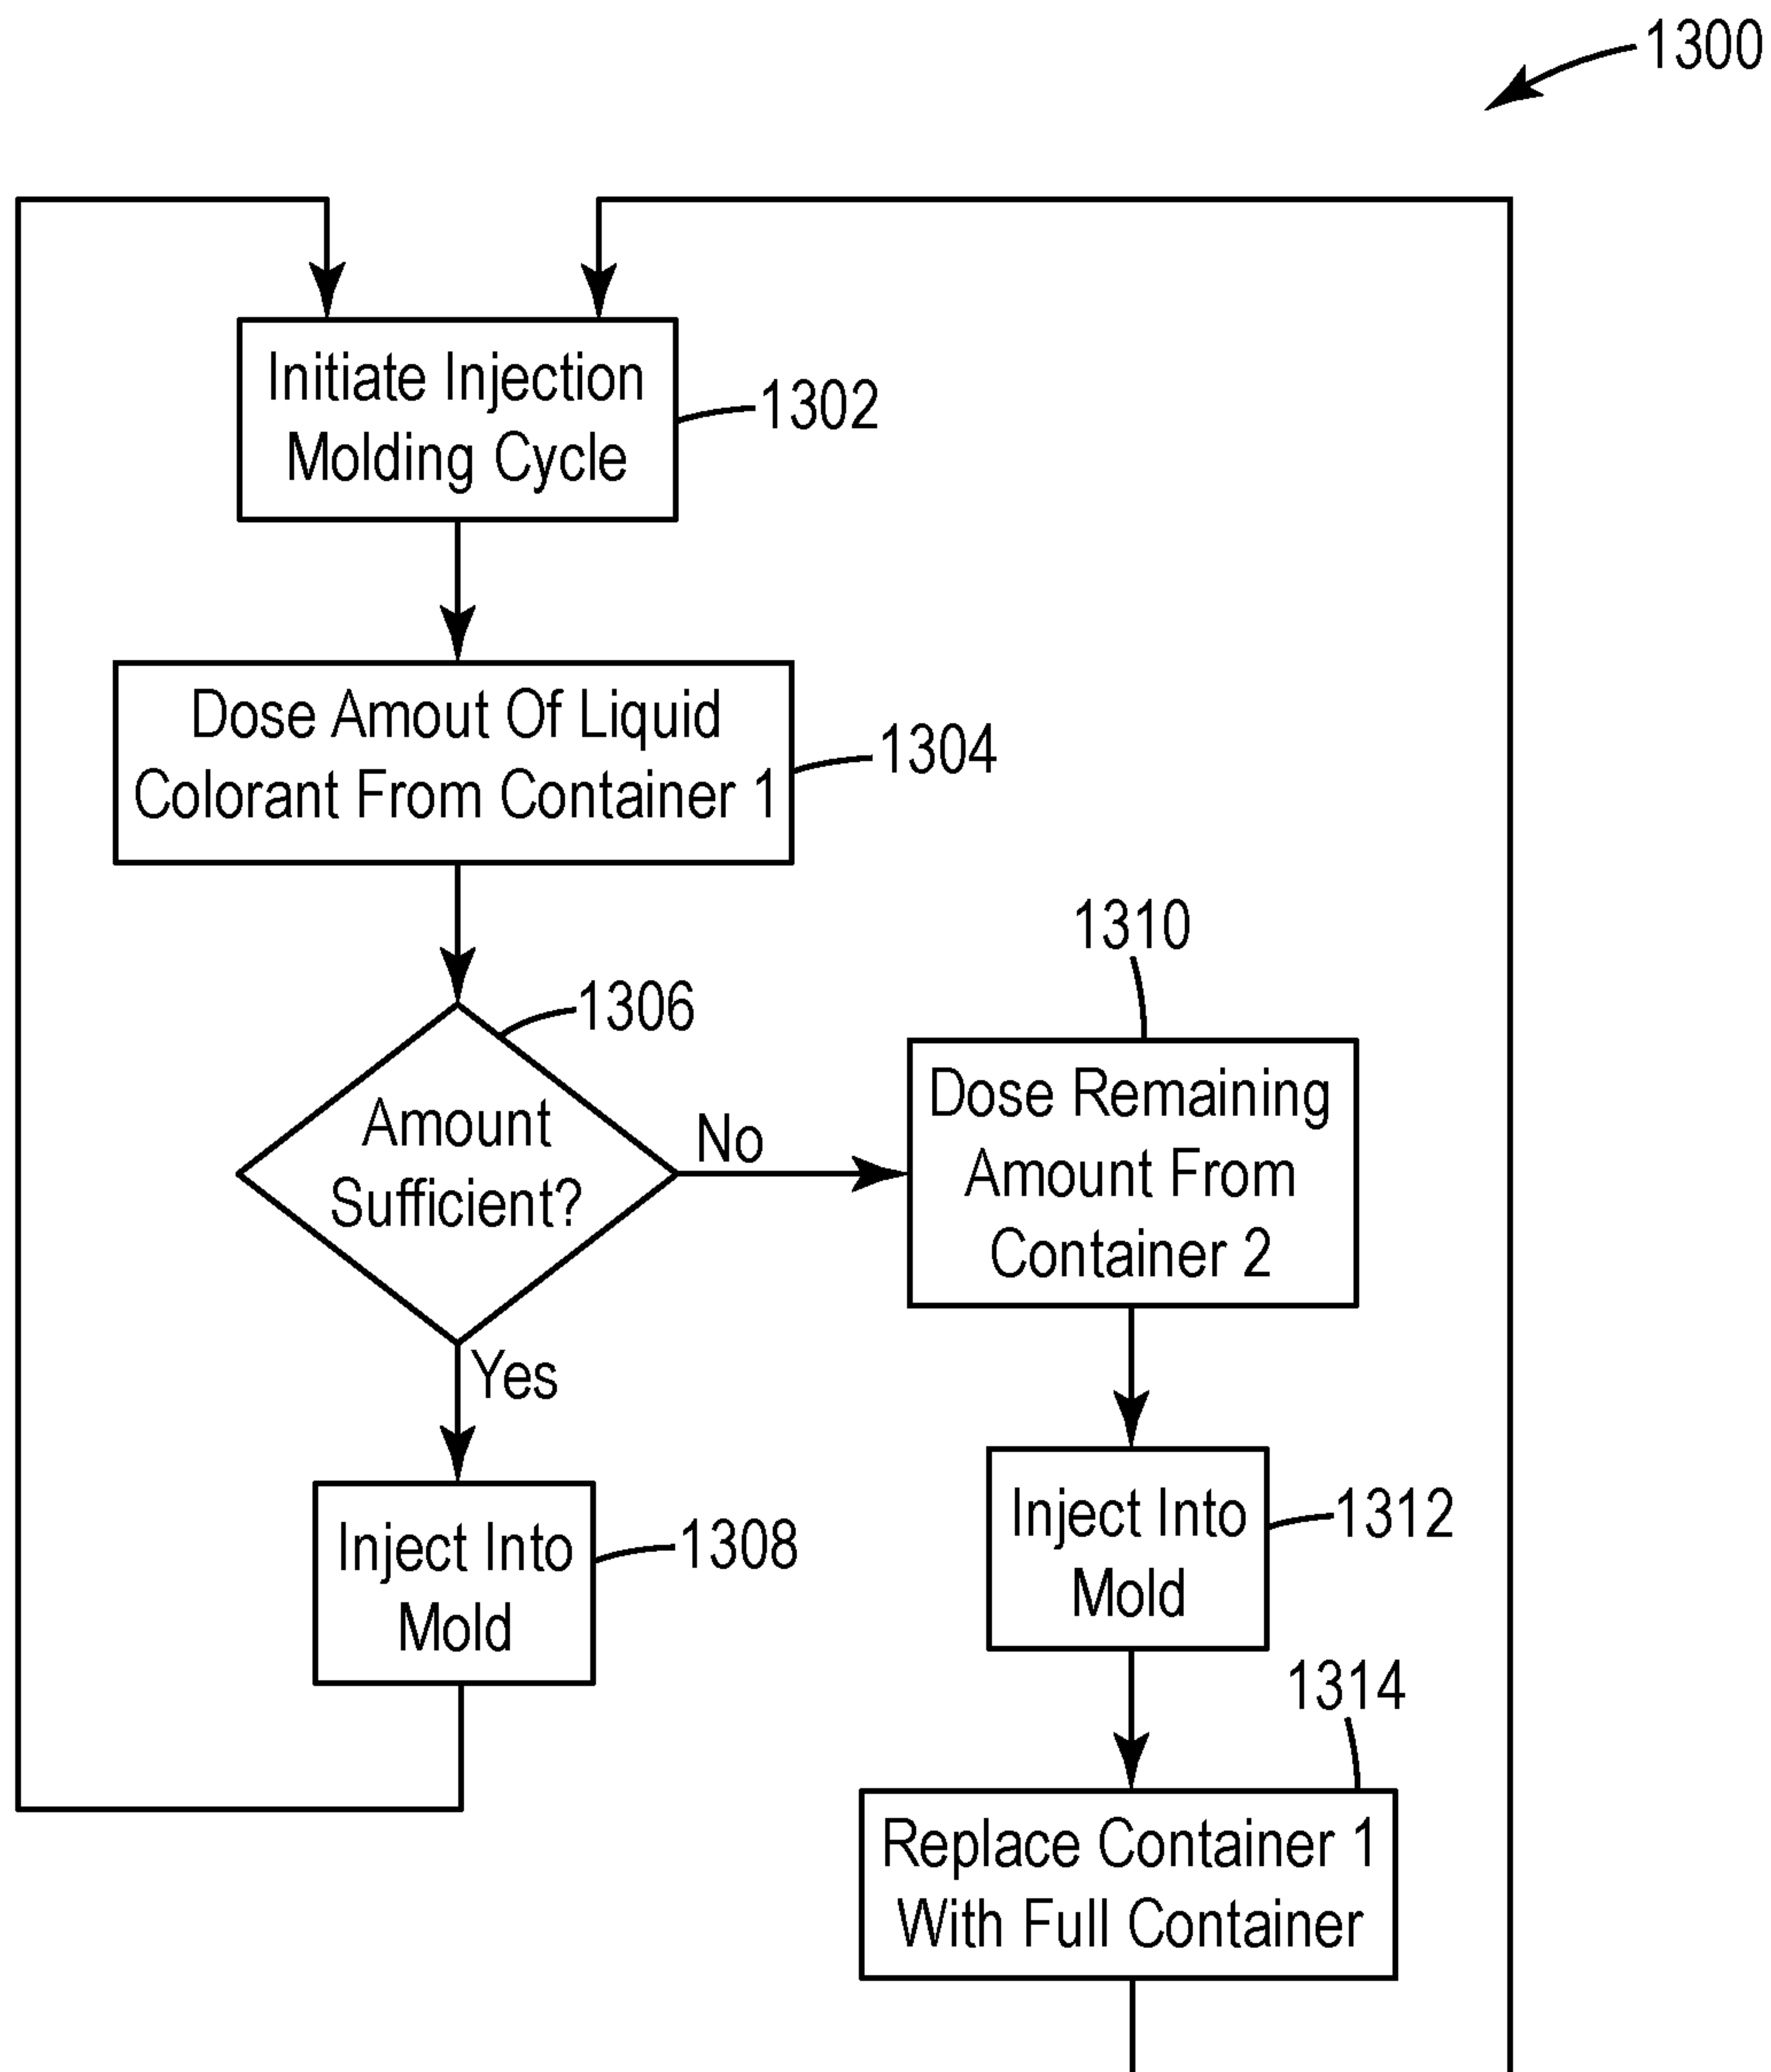 1300
Initiate Injection
Molding Cycle
1302
Dose Amout Of Liquid
Colorant From Container 1
1304
1306
Amount
Sufficient?
No
Yes
1310
Dose Remaining
Amount From
Container 2
Inject Into
Mold
1308
Inject Into
Mold
1312
1314
Replace Container 1
With Full Container